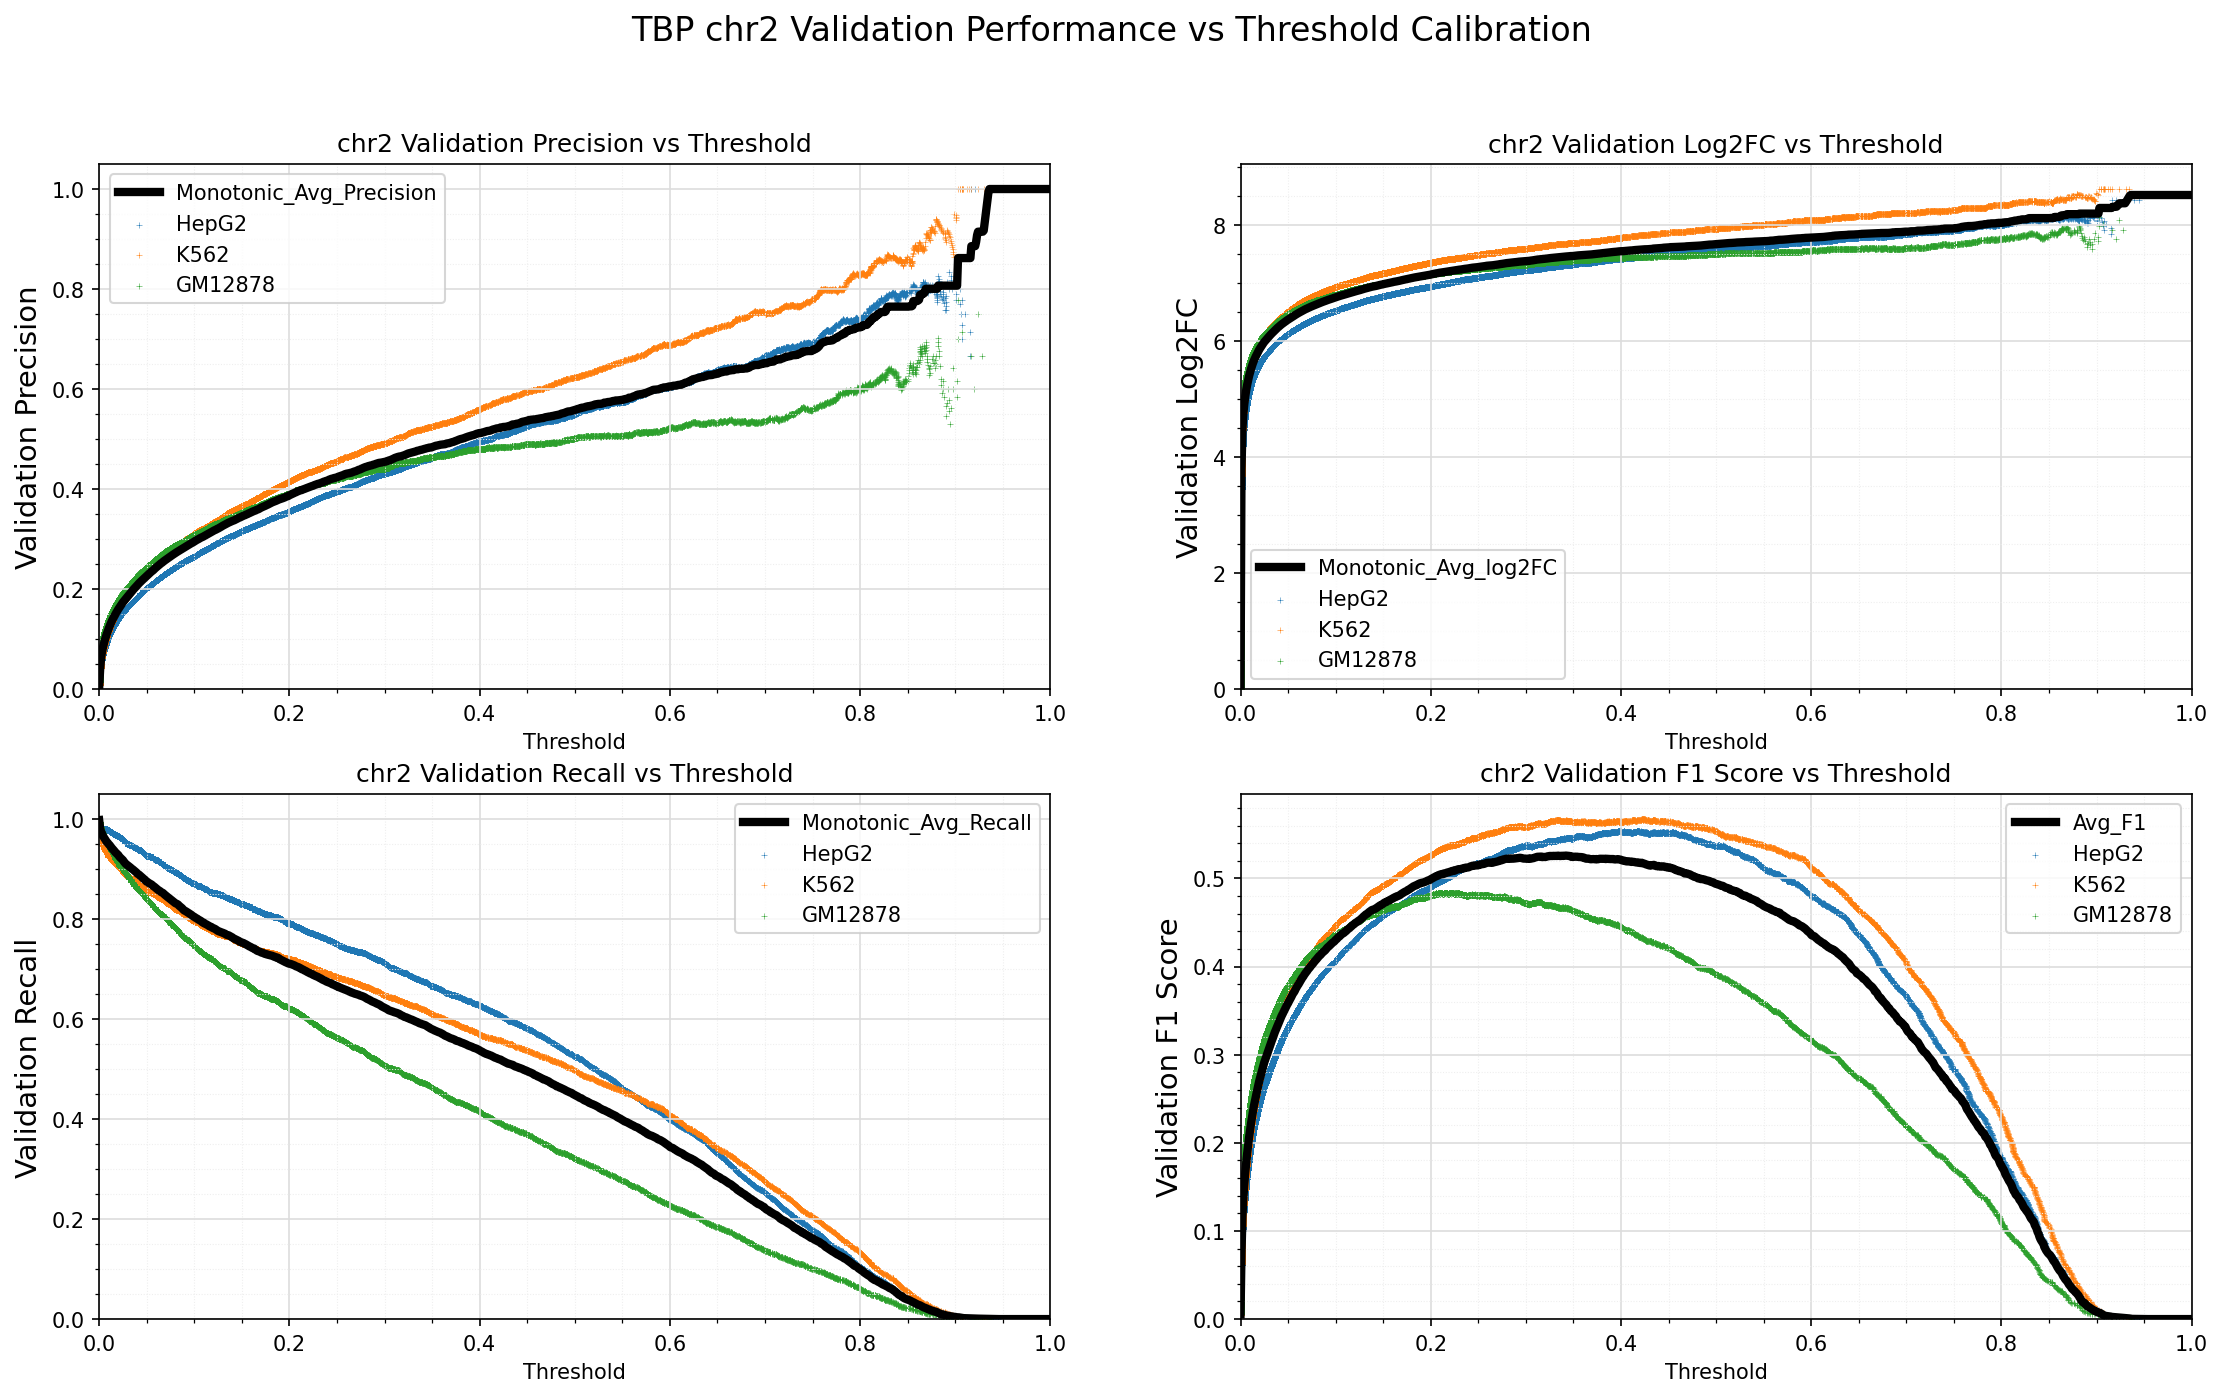 TBP chr2 Validation Performance vs Threshold Calibration
chr2 Validation Precision vs Threshold
Validation Precision
1.0
0.8
0.6
0.4
0.2
0.0
Monotonic_Avg_Precision
HepG2
K562
GM12878
0.0 0.2 0.4 0.6 0.8 1.0
Threshold
chr2 Validation Log2FC vs Threshold
Validation Log2FC
8
6
4
2
0
Monotonic_Avg_log2FC
HepG2
K562
GM12878
0.0 0.2 0.4 0.6 0.8 1.0
Threshold
chr2 Validation Recall vs Threshold
Validation Recall
1.0
0.8
0.6
0.4
0.2
0.0
Monotonic_Avg_Recall
HepG2
K562
GM12878
0.0 0.2 0.4 0.6 0.8 1.0
Threshold
chr2 Validation F1 Score vs Threshold
Validation F1 Score
0.5
0.4
0.3
0.2
0.1
0.0
Avg_F1
HepG2
K562
GM12878
0.0 0.2 0.4 0.6 0.8 1.0
Threshold